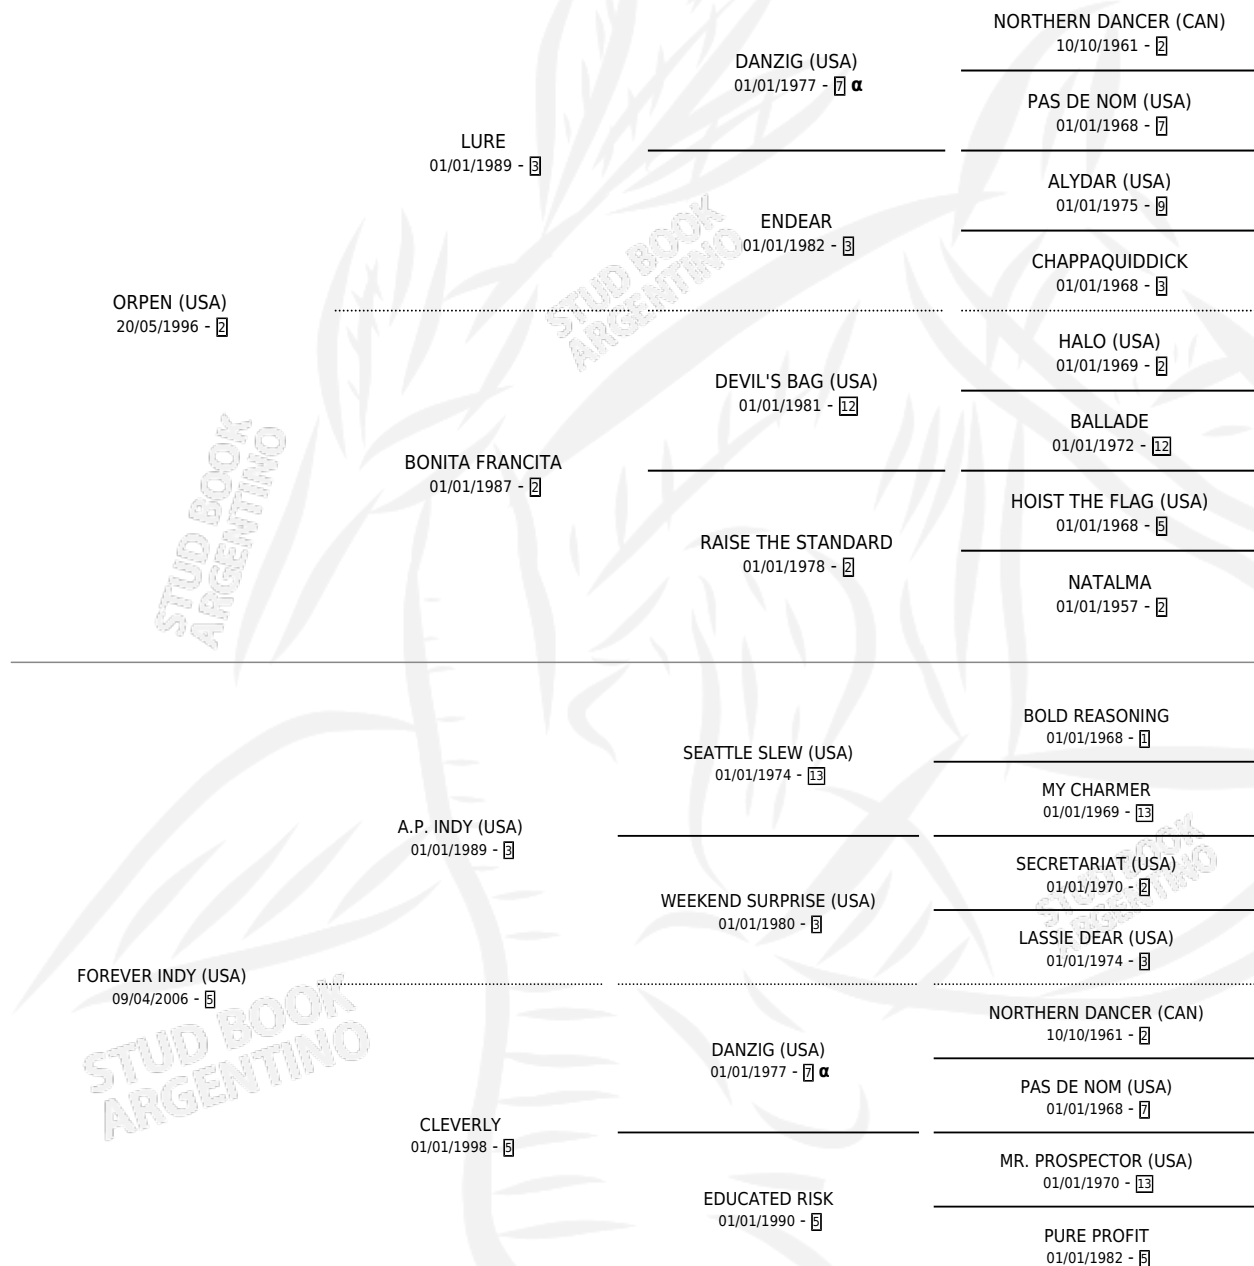 NORTHERN DANCER (CAN)
10/10/1961 - 2
DANZIG (USA)
01/01/1977 - 7 α
PAS DE NOM (USA)
01/01/1968 - 7
LURE
01/01/1989 - 3
ALYDAR (USA)
01/01/1975 - 9
ENDEAR
01/01/1982 - 3
CHAPPAQUIDDICK
01/01/1968 - 3
ORPEN (USA)
20/05/1996 - 2
HALO (USA)
01/01/1969 - 2
DEVIL'S BAG (USA)
01/01/1981 - 12
BALLADE
01/01/1972 - 12
BONITA FRANCITA
01/01/1987 - 2
HOIST THE FLAG (USA)
01/01/1968 - 5
RAISE THE STANDARD
01/01/1978 - 2
NATALMA
01/01/1957 - 2
BOLD REASONING
01/01/1968 - 1
SEATTLE SLEW (USA)
01/01/1974 - 13
MY CHARMER
01/01/1969 - 13
A.P. INDY (USA)
01/01/1989 - 3
SECRETARIAT (USA)
01/01/1970 - 2
WEEKEND SURPRISE (USA)
01/01/1980 - 3
LASSIE DEAR (USA)
01/01/1974 - 3
FOREVER INDY (USA)
09/04/2006 - 5
NORTHERN DANCER (CAN)
10/10/1961 - 2
DANZIG (USA)
01/01/1977 - 7 α
PAS DE NOM (USA)
01/01/1968 - 7
CLEVERLY
01/01/1998 - 5
MR. PROSPECTOR (USA)
01/01/1970 - 13
EDUCATED RISK
01/01/1990 - 5
PURE PROFIT
01/01/1982 - 5
STUD BOOK
ARGENTINO
STUD BOOK
ARGENTINO
STUD BOOK
ARGENTINO
STUD BOOK
ARGENTINO